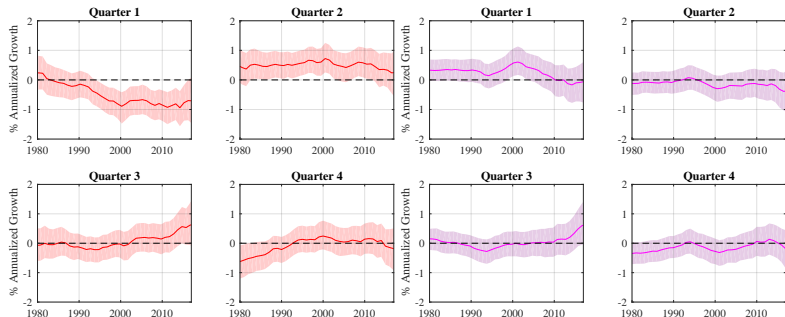 Quarter 1 Quarter 2 Quarter 1 Quarter 2
% Annualized Growth
2 2 2 2
1 1 1 1
0 0 0 0
-1 -1 -1 -1
-2 -2 -2 -2
1980 1990 2000 2010 1980 1990 2000 2010 1980 1990 2000 2010 1980 1990 2000 2010
% Annualized Growth
Quarter 3 Quarter 4 Quarter 3 Quarter 4
% Annualized Growth
2 2 2 2
1 1 1 1
0 0 0 0
-1 -1 -1 -1
-2 -2 -2 -2
1980 1990 2000 2010 1980 1990 2000 2010 1980 1990 2000 2010 1980 1990 2000 2010
% Annualized Growth